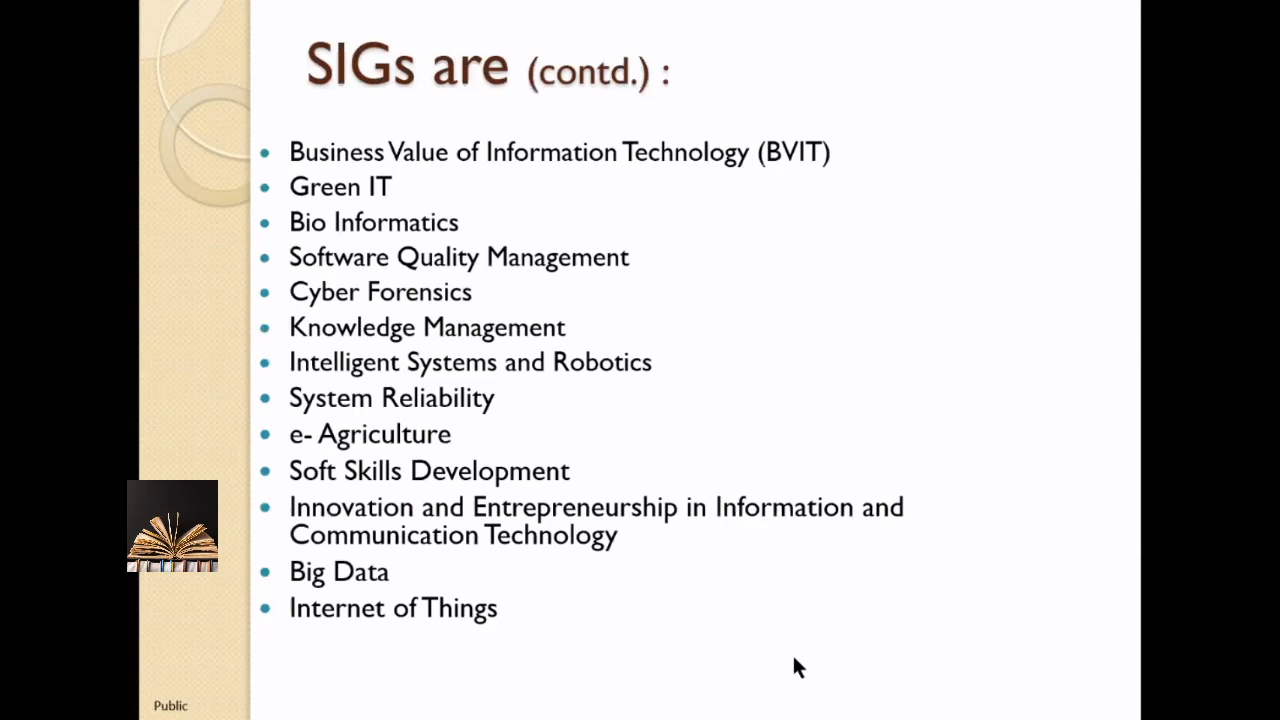 SIGs are (contd.) :
Business Value of Information Technology (BVIT)
Green IT
Bio Informatics
Software Quality Management
Cyber Forensics
Knowledge Management
Intelligent Systems and Robotics
System Reliability
e- Agriculture
Soft Skills Development
Innovation and Entrepreneurship in Information and
Communication Technology
Big Data
Internet of Things
Public